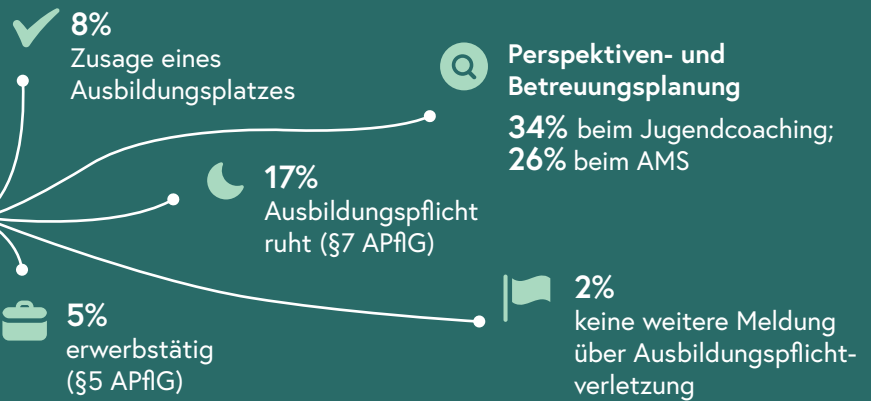 8%
Zusage eines
Ausbildungsplatzes
Perspektiven- und
Betreuungsplanung
34% beim Jugendcoaching;
26% beim AMS
17%
Ausbildungspflicht
ruht (§7 APflG)
5%
erwerbstätig
(§5 APflG)
2%
keine weitere Meldung
über Ausbildungspflicht-
verletzung